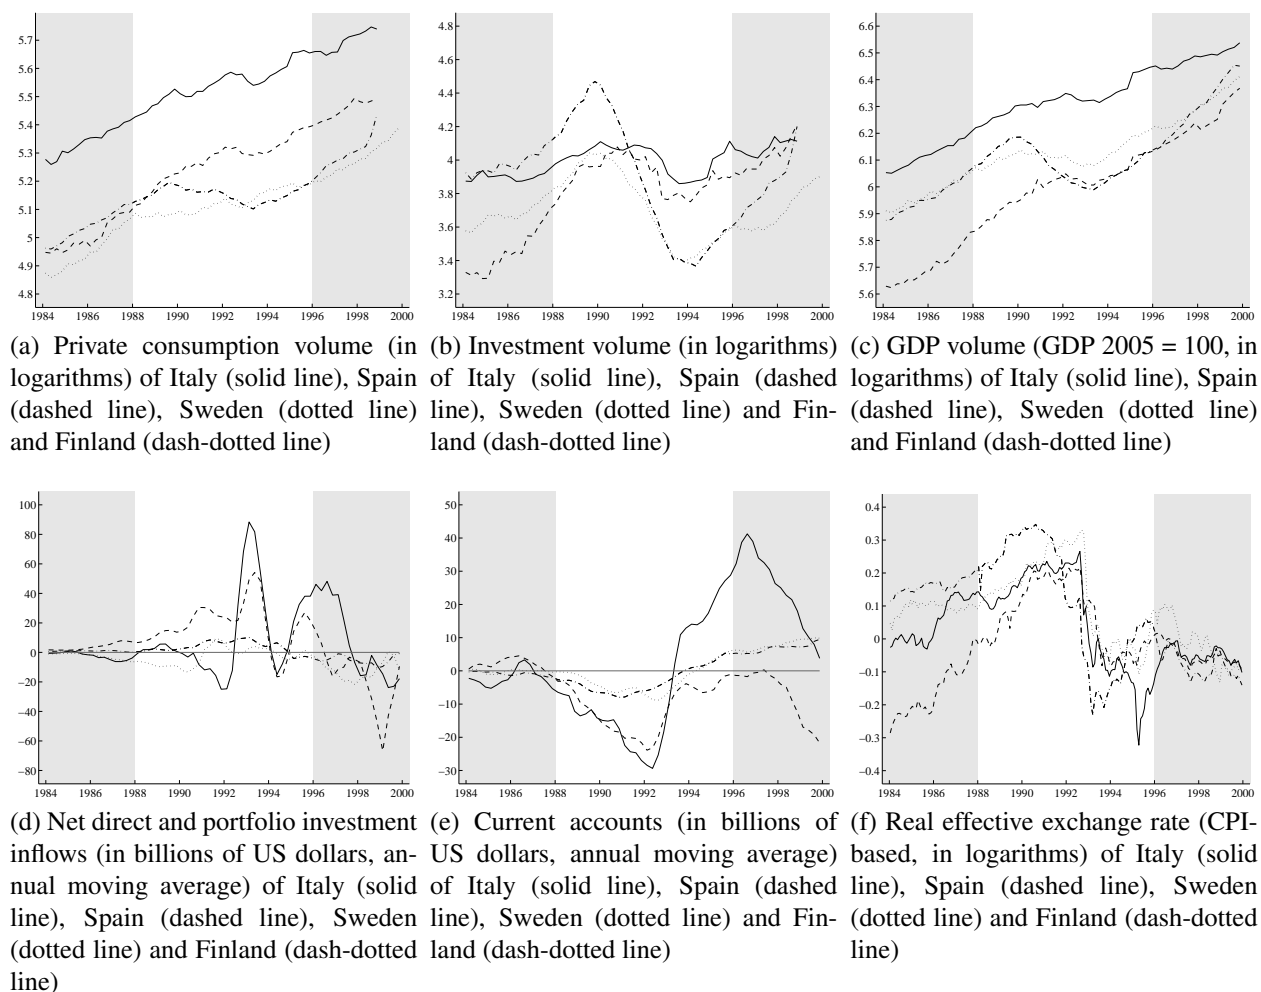 5.7
5.6
5.5
5.4
5.3
5.2
5.1
5
4.9
4.8
1984 1986 1988 1990 1992 1994 1996 1998 2000
(a) Private consumption volume (in
logarithms) of Italy (solid line), Spain
(dashed line), Sweden (dotted line)
and Finland (dash-dotted line)
4.8
4.6
4.4
4.2
4
3.8
3.6
3.4
3.2
1984 1986 1988 1990 1992 1994 1996 1998 2000
(b) Investment volume (in logarithms)
of Italy (solid line), Spain (dashed
line), Sweden (dotted line) and Fin-
land (dash-dotted line)
6.6
6.5
6.4
6.3
6.2
6.1
6
5.9
5.8
5.7
5.6
1984 1986 1988 1990 1992 1994 1996 1998 2000
(c) GDP volume (GDP 2005 = 100, in
logarithms) of Italy (solid line), Spain
(dashed line), Sweden (dotted line)
and Finland (dash-dotted line)
100
80
60
40
20
0
−20
−40
−60
−80
1984 1986 1988 1990 1992 1994 1996 1998 2000
(d) Net direct and portfolio investment
inflows (in billions of US dollars, an-
nual moving average) of Italy (solid
line), Spain (dashed line), Sweden
(dotted line) and Finland (dash-dotted
line)
50
40
30
20
10
0
−10
−20
−30
1984 1986 1988 1990 1992 1994 1996 1998 2000
(e) Current accounts (in billions of
US dollars, annual moving average)
of Italy (solid line), Spain (dashed
line), Sweden (dotted line) and Fin-
land (dash-dotted line)
0.4
0.3
0.2
0.1
0
−0.1
−0.2
−0.3
−0.4
1984 1986 1988 1990 1992 1994 1996 1998 2000
(f) Real effective exchange rate (CPI-
based, in logarithms) of Italy (solid
line), Spain (dashed line), Sweden
(dotted line) and Finland (dash-dotted
line)